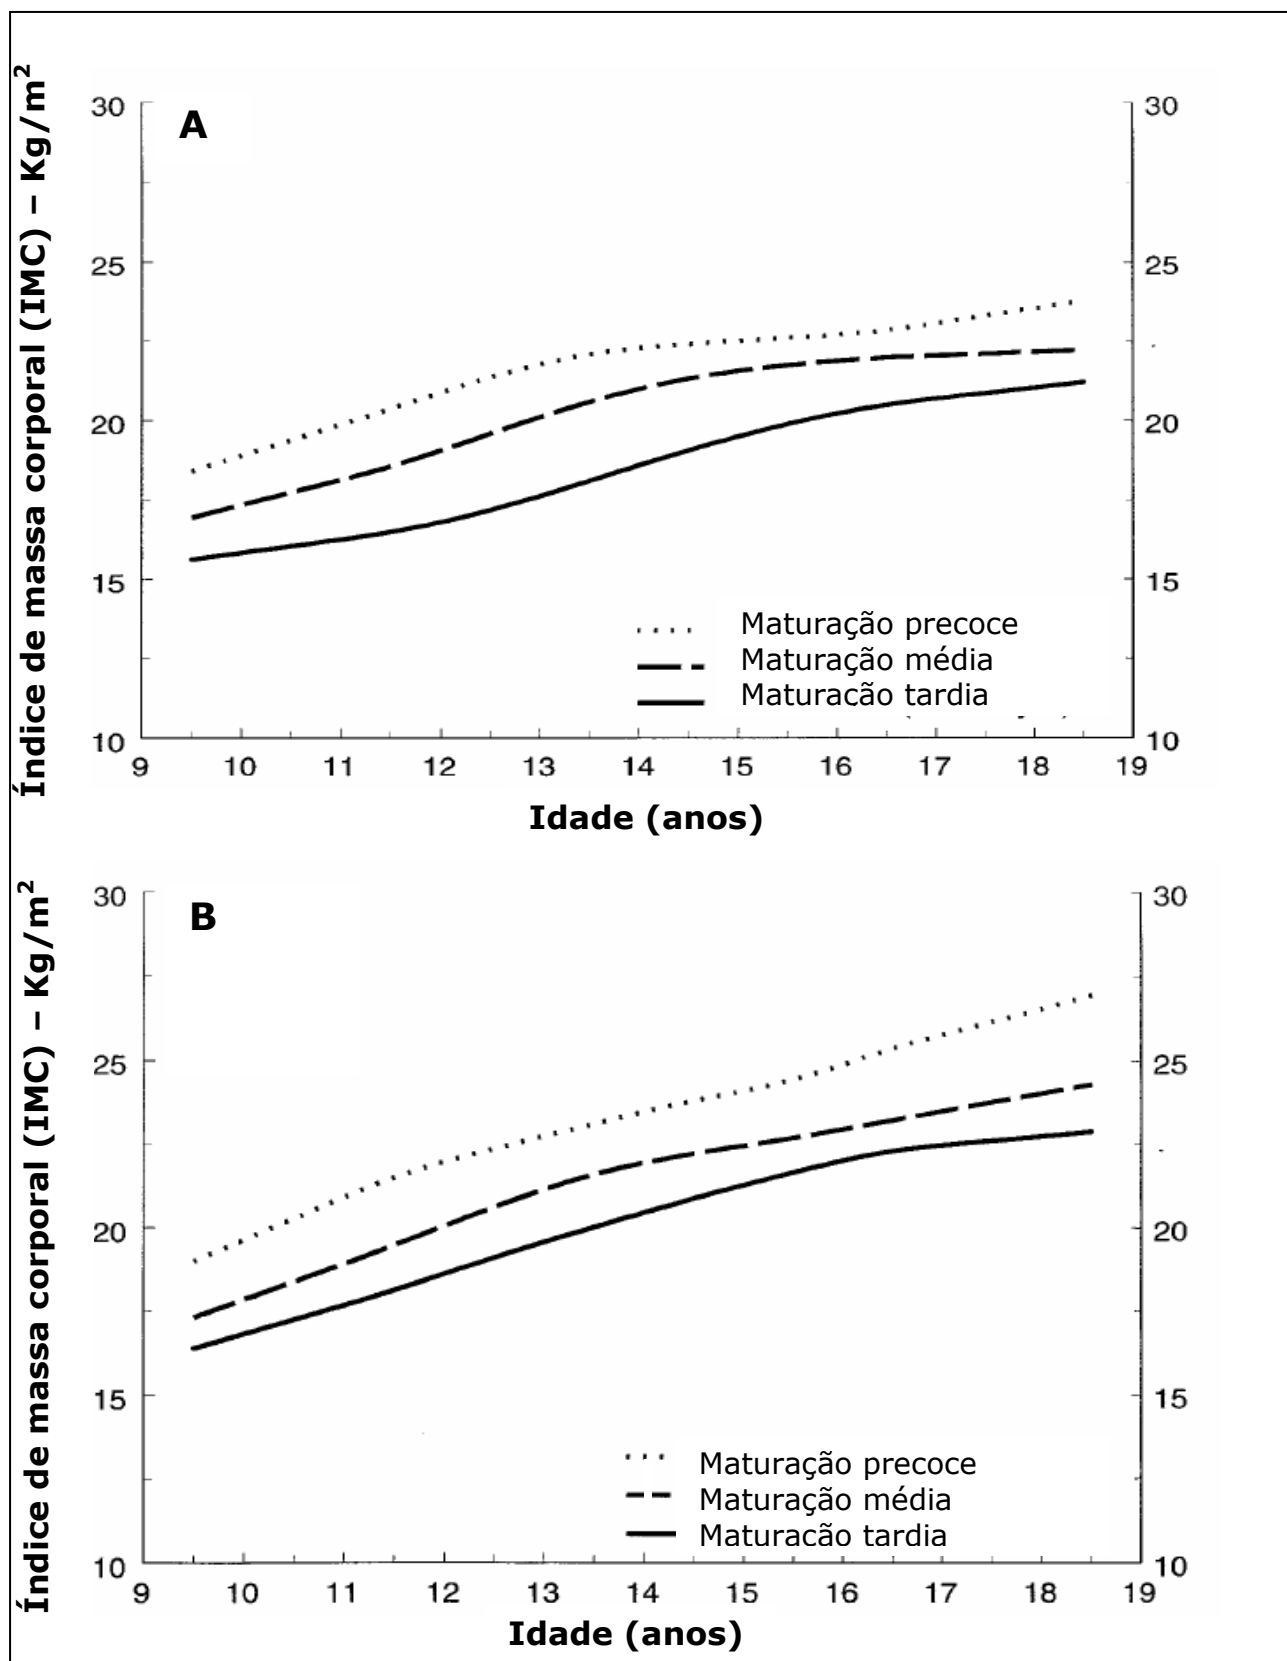 Índice de massa corporal (IMC) – Kg/m²
A
30
25
20
15
10
30
25
20
15
10
Maturação precoce
Maturação média
Maturacão tardia
9 10 11 12 13 14 15 16 17 18 19
Idade (anos)
Índice de massa corporal (IMC) – Kg/m²
B
30
25
20
15
10
30
25
20
15
10
Maturação precoce
Maturação média
Maturacão tardia
9 10 11 12 13 14 15 16 17 18 19
Idade (anos)